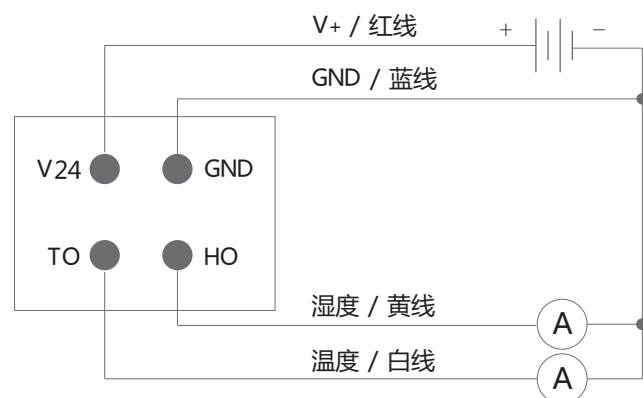 V+ / 红线
+ −
GND / 蓝线
V24 GND
TO HO
湿度 / 黄线
A
温度 / 白线
A